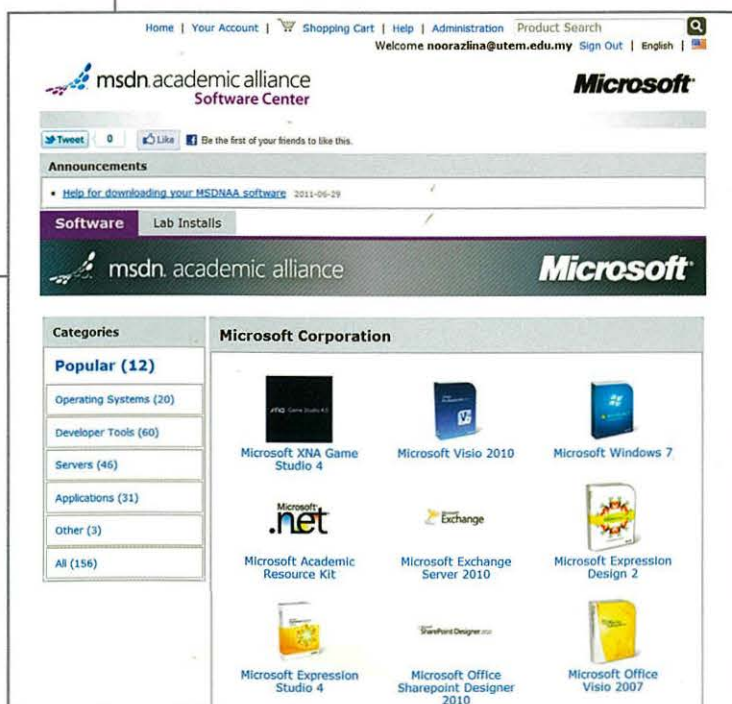 Home | Your Account | Shopping Cart | Help | Administration Product Search
Welcome noorazlina@utem.edu.my Sign Out | English |
msdn academic alliance
Software Center
Microsoft
Tweet 0 Like Be the first of your friends to like this.
Announcements
• Help for downloading your MSDNAA software 2011-06-29
Software Lab Installs
msdn. academic alliance Microsoft
Categories
Popular (12)
Operating Systems (20)
Developer Tools (60)
Servers (46)
Applications (31)
Other (3)
All (156)
Microsoft Corporation
Microsoft XNA Game
Studio 4
Microsoft Visio 2010
Microsoft Windows 7
Microsoft
.net
Microsoft Academic
Resource Kit
Exchange
Microsoft Exchange
Server 2010
Microsoft Expression
Design 2
Microsoft Expression
Studio 4
SharePoint Designer 2010
Microsoft Office
Sharepoint Designer
2010
Microsoft Office
Visio 2007